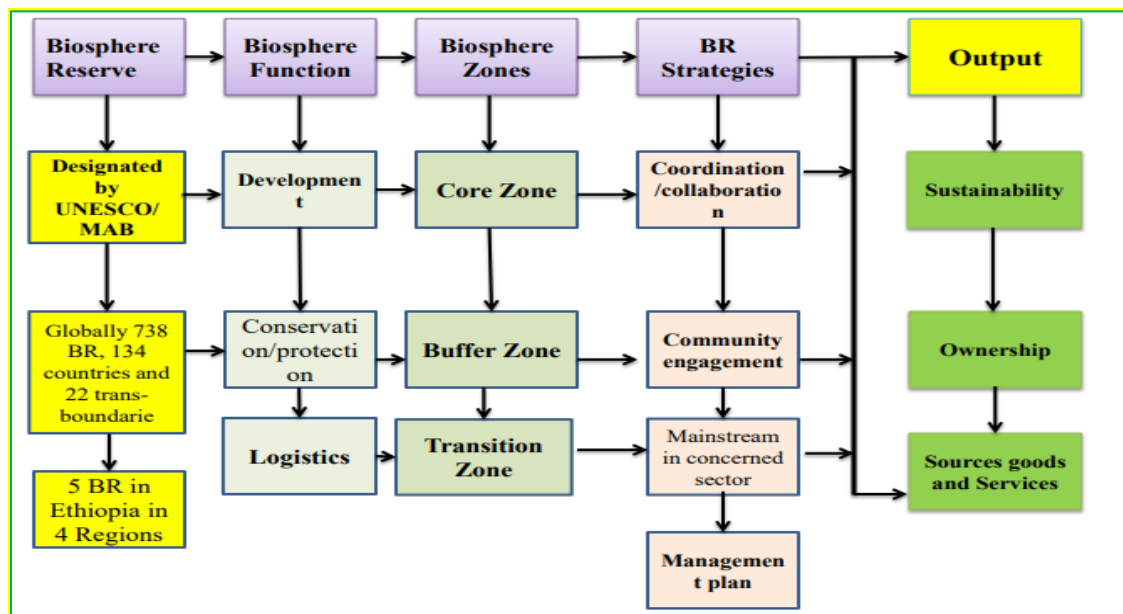 Biosphere
Reserve
Biosphere
Function
Biosphere
Zones
BR
Strategies
Output
Designated
by
UNESCO/
MAB
Developmen
t
Core Zone
Coordination
/collaboratio
n
Sustainability
Globally 738
BR, 134
countries and
22 trans-
boundarie
Conservati
on/protecti
on
Buffer Zone
Community
engagement
Ownership
Logistics
Transition
Zone
Mainstream
in concerned
sector
Sources goods
and Services
5 BR in
Ethiopia in
4 Regions
Managemen
t plan